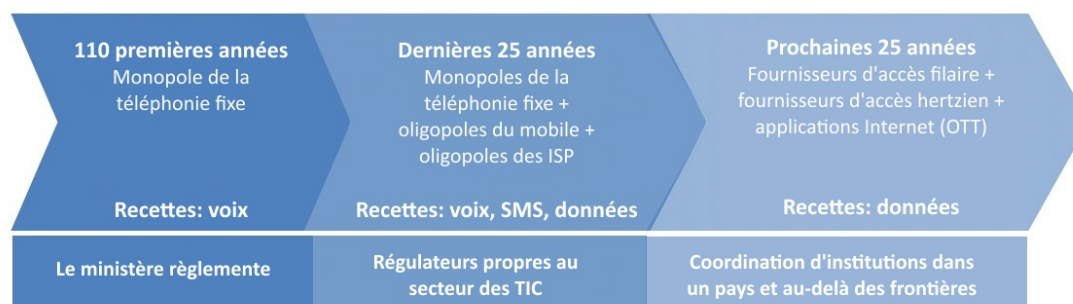 110 premières années
Monopole de la
téléphonie fixe
Recettes: voix
Le ministère règlemente
Dernières 25 années
Monopoles de la
téléphonie fixe +
oligopoles du mobile +
oligopoles des ISP
Recettes: voix, SMS, données
Régulateurs propres au
secteur des TIC
Prochaines 25 années
Fournisseurs d'accès filaire +
fournisseurs d'accès hertzien +
applications Internet (OTT)
Recettes: données
Coordination d'institutions dans
un pays et au-delà des frontières